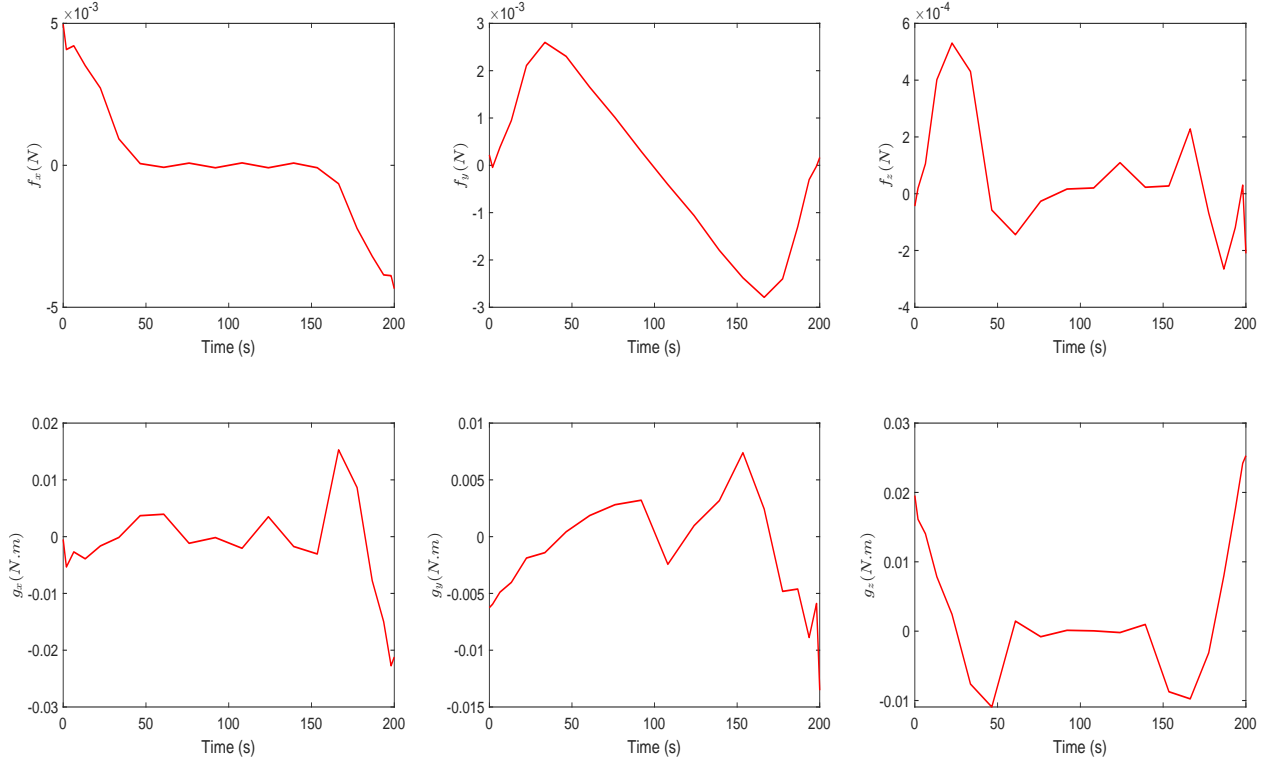 ×10⁻³
5
0
-5
f_x(N)
0 50 100 150 200
Time (s)
×10⁻³
3
2
1
0
-1
-2
-3
f_y(N)
0 50 100 150 200
Time (s)
×10⁻⁴
6
4
2
0
-2
-4
f_z(N)
0 50 100 150 200
Time (s)
0.02
0.01
0
-0.01
-0.02
-0.03
g_x(N.m)
0 50 100 150 200
Time (s)
0.01
0.005
0
-0.005
-0.01
-0.015
g_y(N.m)
0 50 100 150 200
Time (s)
0.03
0.02
0.01
0
-0.01
g_z(N.m)
0 50 100 150 200
Time (s)